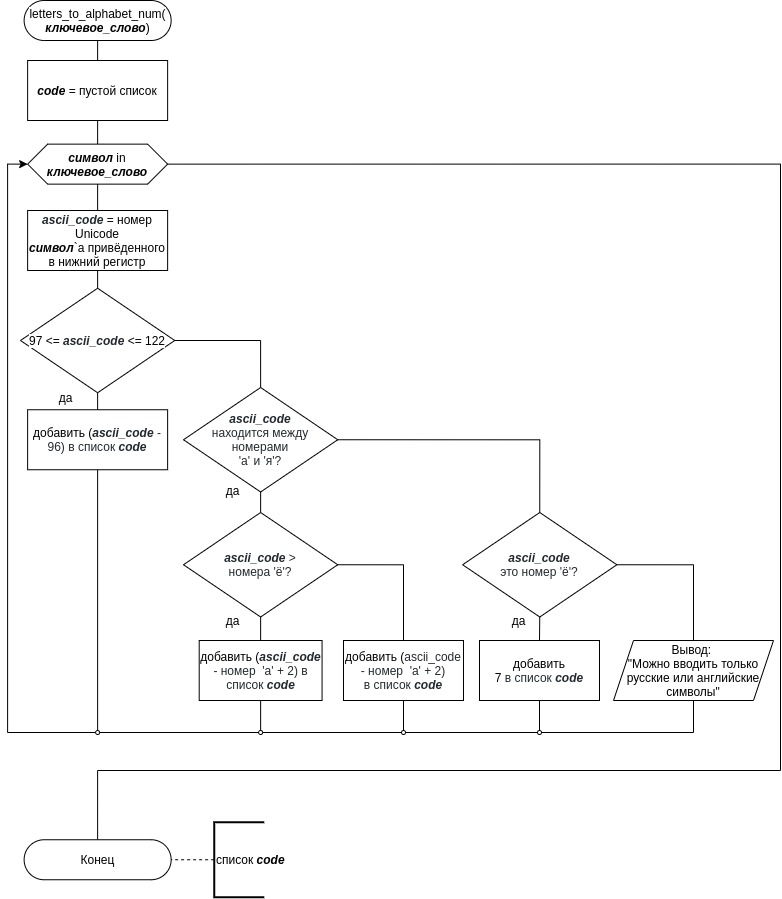 letters_to_alphabet_num(
ключевое_слово)
code = пустой список
символ in
ключевое_слово
ascii_code = номер
Unicode
символ`а привёденного
в нижний регистр
97 <= ascii_code <= 122
да
добавить (ascii_code -
96) в список code
ascii_code
находится между
номерами
'а' и 'я'?
да
ascii_code >
номера 'ё'?
ascii_code
это номер 'ё'?
да
да
добавить (ascii_code
- номер 'а' + 2) в
список code
добавить (ascii_code
- номер 'а' + 2)
в список code
добавить
7 в список code
Вывод:
"Можно вводить только
русские или английские
символы"
Конец
список code